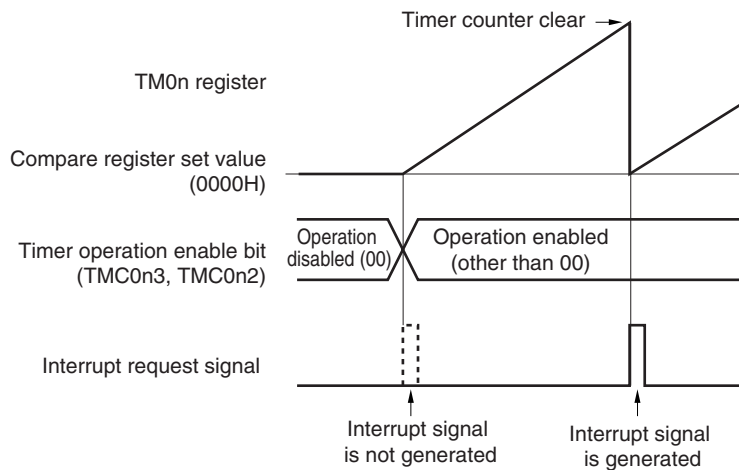 Timer counter clear
TM0n register
Compare register set value
(0000H)
Timer operation enable bit
(TMC0n3, TMC0n2)
Operation
disabled (00)
Operation enabled
(other than 00)
Interrupt request signal
Interrupt signal
is not generated
Interrupt signal
is generated